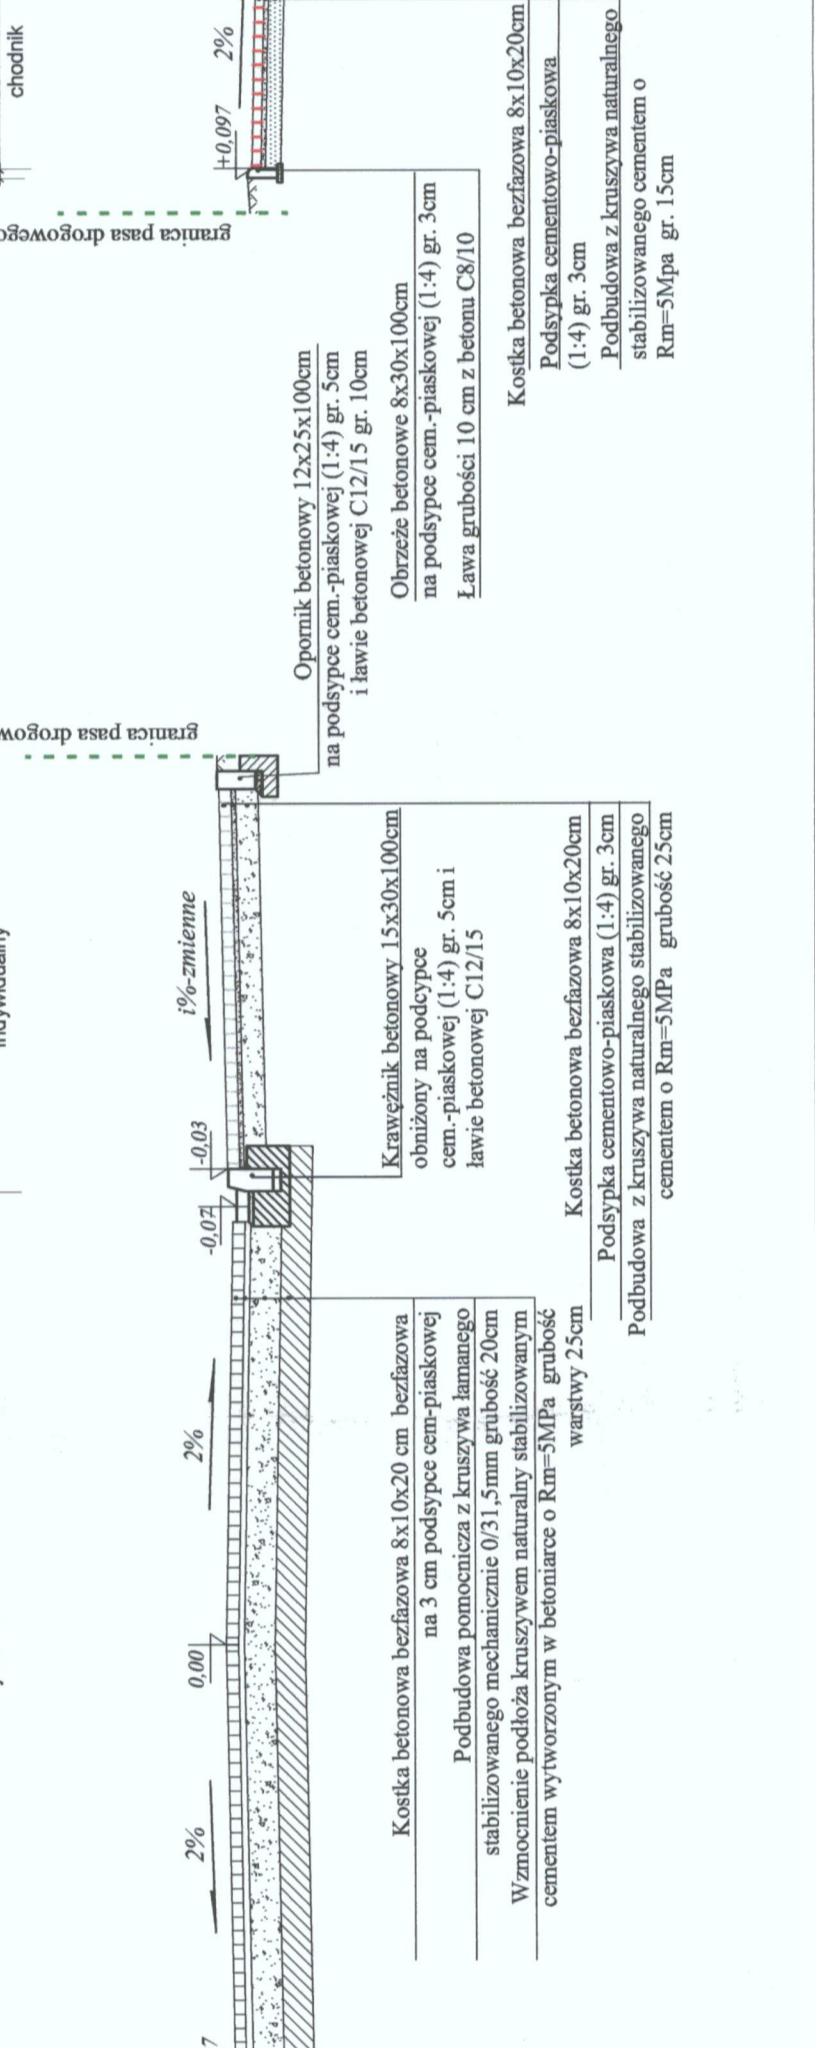 chodnik
2%
+0,097
granica pasa
granica pasa
i%-zmienne
-0,03
-0,07
2%
0,00
2%
7
Opornik betonowy 12x25x100cm
na podsypce cem.-piaskowej (1:4) gr. 5cm
i ławie betonowej C12/15 gr. 10cm
Obrzeże betonowe 8x30x100cm
na podsypce cem.-piaskowej (1:4) gr. 3cm
Ława grubości 10 cm z betonu C8/10
Kostka betonowa bezfazowa 8x10x20cm
Podsypka cementowo-piaskowa
(1:4) gr. 3cm
Podbudowa z kruszywa naturalnego
stabilizowanego cementem o
Rm=5Mpa gr. 15cm
Krawężnik betonowy 15x30x100cm
obniżony na podcypce
cem.-piaskowej (1:4) gr. 5cm i
ławie betonowej C12/15
Kostka betonowa bezfazowa 8x10x20cm
Podsypka cementowo-piaskowa (1:4) gr. 3cm
Podbudowa z kruszywa naturalnego stabilizowanego
cementem o Rm=5MPa grubość 25cm
Kostka betonowa bezfazowa 8x10x20 cm bezfazowa
na 3 cm podsypce cem-piaskowej
Podbudowa pomocnicza z kruszywa łamanego
stabilizowanego mechanicznie 0/31,5mm grubość 20cm
Wzmocnienie podłoża kruszywem naturalny stabilizowanym
cementem wytworzonym w betoniarce o Rm=5MPa grubość
warstwy 25cm